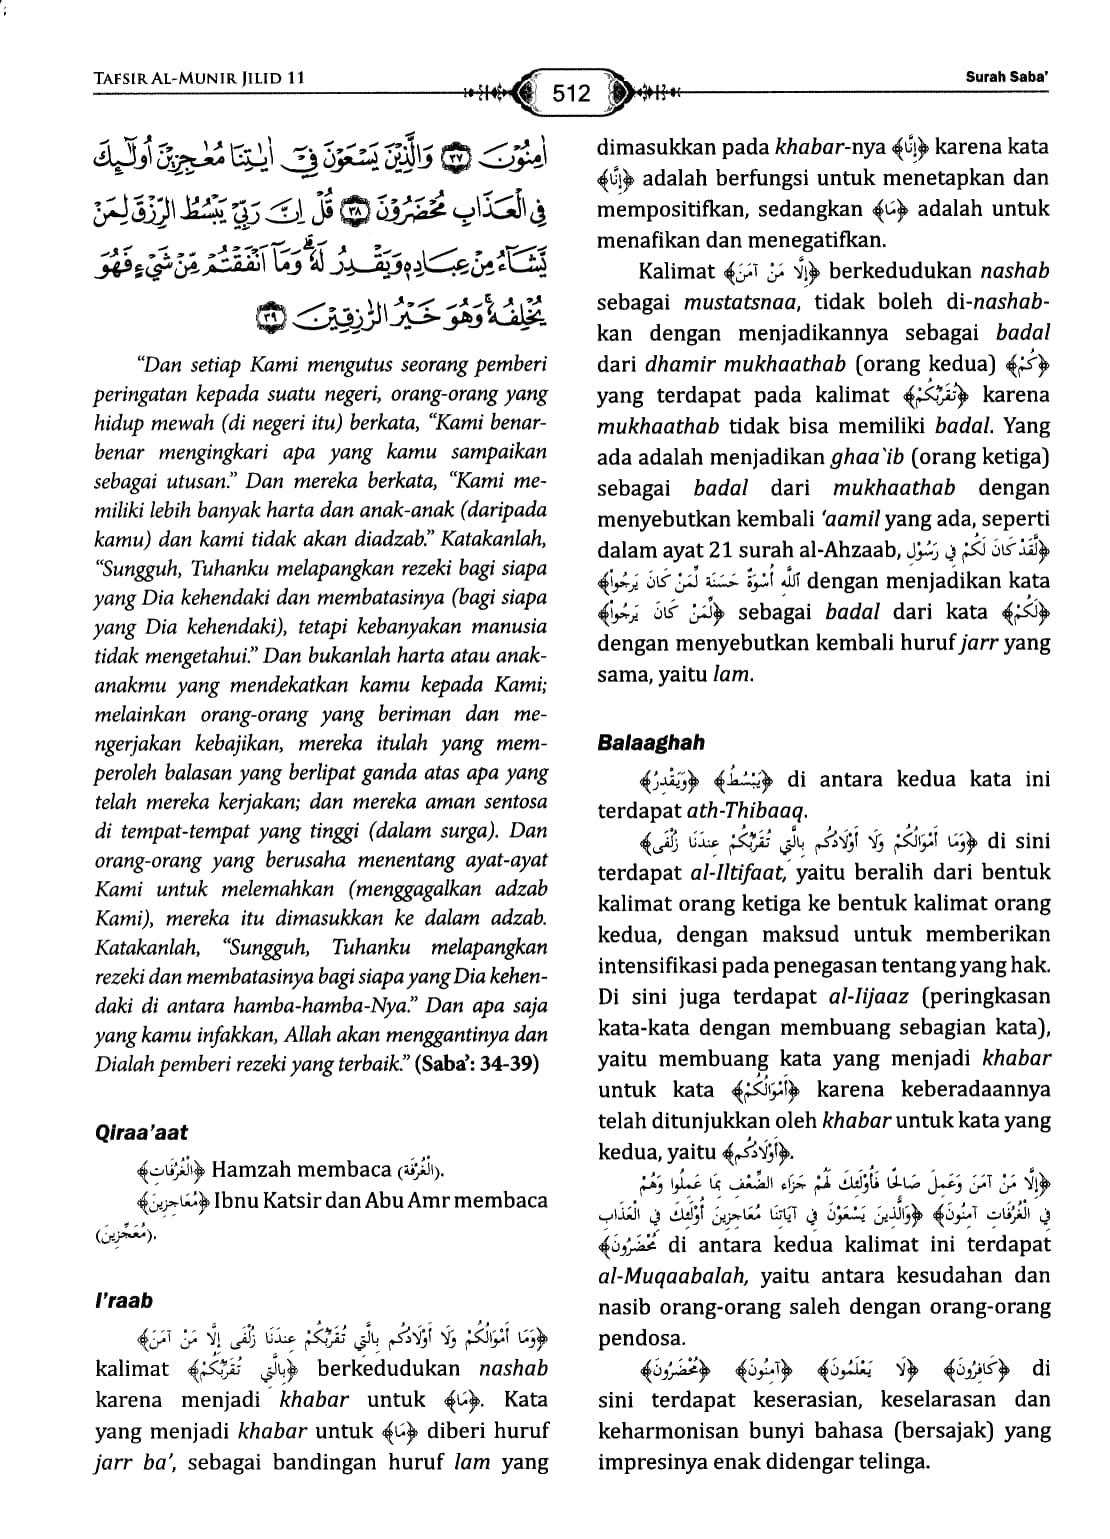 TAFSIR AL-MUNIR JILID 11
512
Surah Saba'
اٰمِنُوْنَ ﴿٣٧﴾ وَالَّذِيْنَ يَسْعَوْنَ فِيْٓ اٰيٰتِنَا مُعٰجِزِيْنَ اُولٰۤىِٕكَ
فِى الْعَذَابِ مُحْضَرُوْنَ ﴿٣٨﴾ قُلْ اِنَّ رَبِّيْ يَبْسُطُ الرِّزْقَ لِمَنْ
يَّشَاۤءُ مِنْ عِبَادِهٖ وَيَقْدِرُ لَهٗ ۗوَمَآ اَنْفَقْتُمْ مِّنْ شَيْءٍ فَهُوَ
يُخْلِفُهٗ ۚوَهُوَ خَيْرُ الرّٰزِقِيْنَ ﴿٣٩﴾
“Dan setiap Kami mengutus seorang pemberi
peringatan kepada suatu negeri, orang-orang yang
hidup mewah (di negeri itu) berkata, “Kami benar-
benar mengingkari apa yang kamu sampaikan
sebagai utusan.” Dan mereka berkata, “Kami me-
miliki lebih banyak harta dan anak-anak (daripada
kamu) dan kami tidak akan diadzab.” Katakanlah,
“Sungguh, Tuhanku melapangkan rezeki bagi siapa
yang Dia kehendaki dan membatasinya (bagi siapa
yang Dia kehendaki), tetapi kebanyakan manusia
tidak mengetahui.” Dan bukanlah harta atau anak-
anakmu yang mendekatkan kamu kepada Kami;
melainkan orang-orang yang beriman dan me-
ngerjakan kebajikan, mereka itulah yang mem-
peroleh balasan yang berlipat ganda atas apa yang
telah mereka kerjakan; dan mereka aman sentosa
di tempat-tempat yang tinggi (dalam surga). Dan
orang-orang yang berusaha menentang ayat-ayat
Kami untuk melemahkan (menggagalkan adzab
Kami), mereka itu dimasukkan ke dalam adzab.
Katakanlah, “Sungguh, Tuhanku melapangkan
rezeki dan membatasinya bagi siapa yang Dia kehen-
daki di antara hamba-hamba-Nya.” Dan apa saja
yang kamu infakkan, Allah akan menggantinya dan
Dialah pemberi rezeki yang terbaik.” (Saba’: 34-39)
Qiraa’aat
﴿الْغُرُفَاتِ﴾ Hamzah membaca (الْغُرْفَة).
﴿مُعَاجِزِينَ﴾ Ibnu Katsir dan Abu Amr membaca
(مُعَجِّزِينَ).
I’raab
﴿وَمَا أَمْوَالُكُمْ وَلَا أَوْلَادُكُم بِالَّتِي تُقَرِّبُكُمْ عِندَنَا زُلْفَى إِلَّا مَنْ آمَنَ﴾
kalimat ﴿بِالَّتِي تُقَرِّبُكُمْ﴾ berkedudukan nashab
karena menjadi khabar untuk ﴿مَا﴾. Kata
yang menjadi khabar untuk ﴿مَا﴾ diberi huruf
jarr ba’, sebagai bandingan huruf lam yang
dimasukkan pada khabar-nya ﴿إِنَّ﴾ karena kata
﴿إِنَّ﴾ adalah berfungsi untuk menetapkan dan
mempositifkan, sedangkan ﴿مَا﴾ adalah untuk
menafikan dan menegatifkan.
Kalimat ﴿إِلَّا مَنْ آمَنَ﴾ berkedudukan nashab
sebagai mustatsnaa, tidak boleh di-nashab-
kan dengan menjadikannya sebagai badal
dari dhamir mukhaathab (orang kedua) ﴿كُمْ﴾
yang terdapat pada kalimat ﴿تُقَرِّبُكُمْ﴾ karena
mukhaathab tidak bisa memiliki badal. Yang
ada adalah menjadikan ghaa`ib (orang ketiga)
sebagai badal dari mukhaathab dengan
menyebutkan kembali ‘aamil yang ada, seperti
dalam ayat 21 surah al-Ahzaab, ﴿لَّقَدْ كَانَ لَكُمْ فِي رَسُوْلِ
اللَّهِ أُسْوَةٌ حَسَنَةٌ لِّمَنْ كَانَ يَرْجُوا﴾ dengan menjadikan kata
﴿لِّمَنْ كَانَ يَرْجُوا﴾ sebagai badal dari kata ﴿لَكُمْ﴾
dengan menyebutkan kembali huruf jarr yang
sama, yaitu lam.
Balaaghah
﴿يَبْسُطُ﴾ ﴿وَيَقْدِرُ﴾ di antara kedua kata ini
terdapat ath-Thibaaq.
﴿وَمَا أَمْوَالُكُمْ وَلَا أَوْلَادُكُم بِالَّتِي تُقَرِّبُكُمْ عِندَنَا زُلْفَى﴾ di sini
terdapat al-Iltifaat, yaitu beralih dari bentuk
kalimat orang ketiga ke bentuk kalimat orang
kedua, dengan maksud untuk memberikan
intensifikasi pada penegasan tentang yang hak.
Di sini juga terdapat al-Iijaaz (peringkasan
kata-kata dengan membuang sebagian kata),
yaitu membuang kata yang menjadi khabar
untuk kata ﴿أَمْوَالُكُمْ﴾ karena keberadaannya
telah ditunjukkan oleh khabar untuk kata yang
kedua, yaitu ﴿أَوْلَادُكُم﴾.
﴿إِلَّا مَنْ آمَنَ وَعَمِلَ صَالِحًا فَأُوْلَئِكَ لَهُمْ جَزَاء الضِّعْفِ بِمَا عَمِلُوا وَهُمْ
فِي الْغُرُفَاتِ آمِنُونَ﴾ ﴿وَالَّذِينَ يَسْعَوْنَ فِي آيَاتِنَا مُعَاجِزِينَ أُوْلَئِكَ فِي الْعَذَابِ
مُحْضَرُونَ﴾ di antara kedua kalimat ini terdapat
al-Muqaabalah, yaitu antara kesudahan dan
nasib orang-orang saleh dengan orang-orang
pendosa.
﴿كَافِرُونَ﴾ ﴿لَا يَعْلَمُونَ﴾ ﴿آمِنُونَ﴾ ﴿مُحْضَرُونَ﴾ di
sini terdapat keserasian, keselarasan dan
keharmonisan bunyi bahasa (bersajak) yang
impresinya enak didengar telinga.